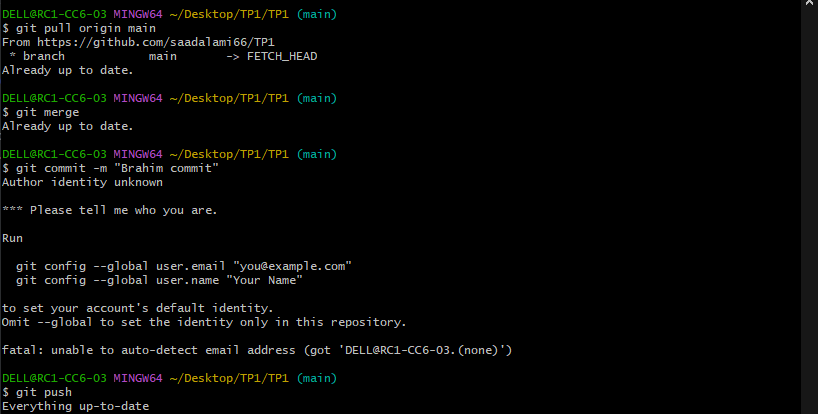 DELL@RC1-CC6-03 MINGW64 ~/Desktop/TP1/TP1 (main)
$ git pull origin main
From https://github.com/saadalami66/TP1
 * branch            main       -> FETCH_HEAD
Already up to date.

DELL@RC1-CC6-03 MINGW64 ~/Desktop/TP1/TP1 (main)
$ git merge
Already up to date.

DELL@RC1-CC6-03 MINGW64 ~/Desktop/TP1/TP1 (main)
$ git commit -m "Brahim commit"
Author identity unknown

*** Please tell me who you are.

Run

  git config --global user.email "you@example.com"
  git config --global user.name "Your Name"

to set your account's default identity.
Omit --global to set the identity only in this repository.

fatal: unable to auto-detect email address (got 'DELL@RC1-CC6-03.(none)')

DELL@RC1-CC6-03 MINGW64 ~/Desktop/TP1/TP1 (main)
$ git push
Everything up-to-date